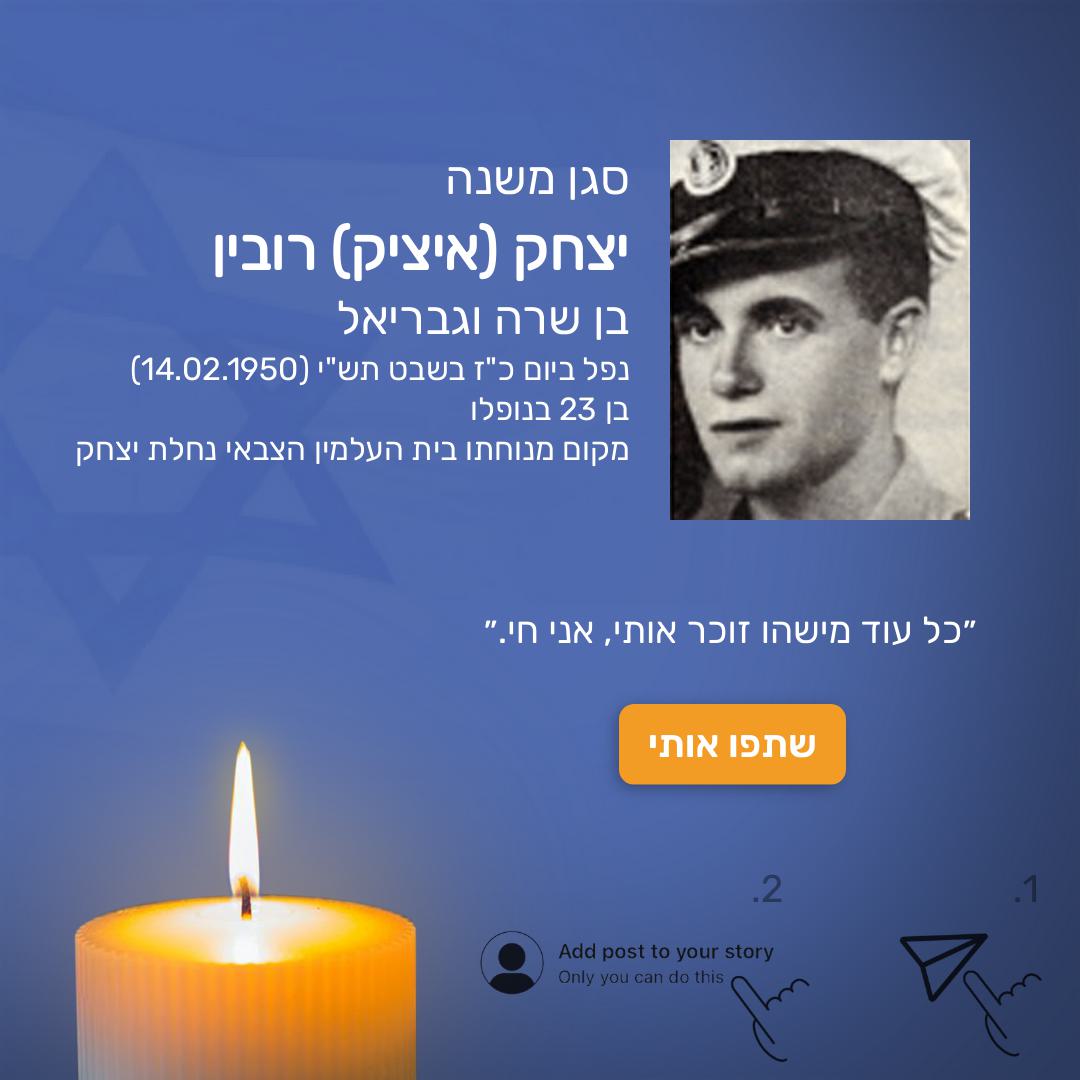 סגן משנה
יצחק (איציק) רובין
בן שרה וגבריאל
נפל ביום כ"ז בשבט תש"י (14.02.1950)
בן 23 בנופלו
מקום מנוחתו בית העלמין הצבאי נחלת יצחק
״כל עוד מישהו זוכר אותי, אני חי.״
שתפו אותי
1.
2.
Add post to your story
Only you can do this